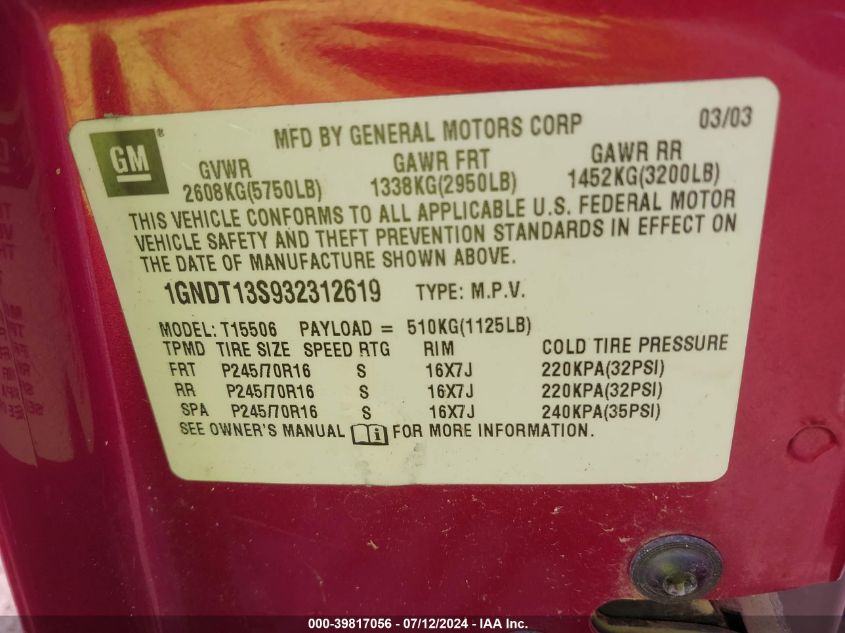 MFD BY GENERAL MOTORS CORP 03/03
GM®
GVWR GAWR FRT GAWR RR
2608KG(5750LB) 1338KG(2950LB) 1452KG(3200LB)
THIS VEHICLE CONFORMS TO ALL APPLICABLE U.S. FEDERAL MOTOR
VEHICLE SAFETY AND THEFT PREVENTION STANDARDS IN EFFECT ON
THE DATE OF MANUFACTURE SHOWN ABOVE.
1GNDT13S932312619 TYPE: M.P.V.
MODEL: T15506 PAYLOAD = 510KG(1125LB)
TPMD TIRE SIZE SPEED RTG RIM COLD TIRE PRESSURE
FRT P245/70R16 S 16X7J 220KPA(32PSI)
RR P245/70R16 S 16X7J 220KPA(32PSI)
SPA P245/70R16 S 16X7J 240KPA(35PSI)
SEE OWNER'S MANUAL FOR MORE INFORMATION.
000-39817056 - 07/12/2024 - IAA Inc.